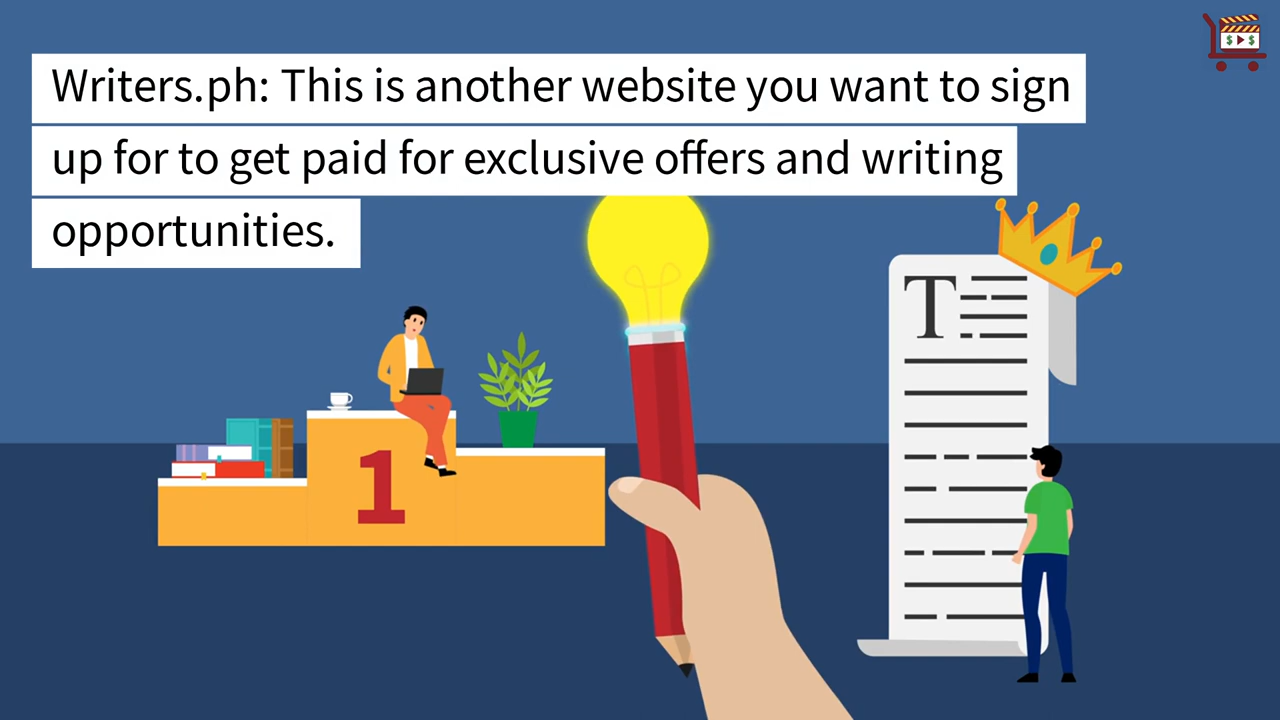 Writers.ph: This is another website you want to sign
up for to get paid for exclusive offers and writing
opportunities.
T
1
$ $